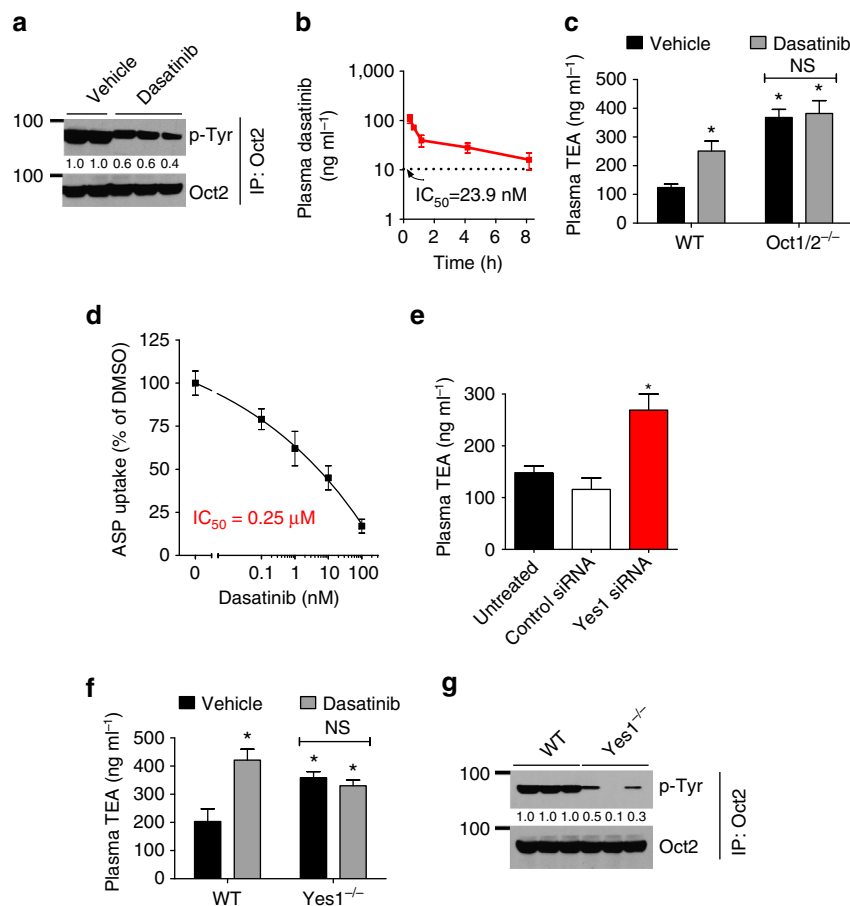 a
Vehicle
Dasatinib
100
p-Tyr
1.0 1.0 0.6 0.6 0.4
100
Oct2
IP: Oct2
b
Plasma dasatinib
(ng ml⁻¹)
1,000
100
10
1
IC₅₀=23.9 nM
0 2 4 6 8
Time (h)
c
Vehicle
Dasatinib
Plasma TEA (ng ml⁻¹)
500
400
300
200
100
0
*
NS
* *
WT
Oct1/2⁻/⁻
d
ASP uptake (% of DMSO)
125
100
75
50
25
0
IC₅₀ = 0.25 µM
0 0.1 1 10 100
Dasatinib (nM)
e
Plasma TEA (ng ml⁻¹)
300
200
100
0
*
Untreated
Control siRNA
Yes1 siRNA
f
Vehicle
Dasatinib
Plasma TEA (ng ml⁻¹)
500
400
300
200
100
0
*
NS
* *
WT
Yes1⁻/⁻
g
WT
Yes1⁻/⁻
100
p-Tyr
1.0 1.0 1.0 0.5 0.1 0.3
100
Oct2
IP: Oct2